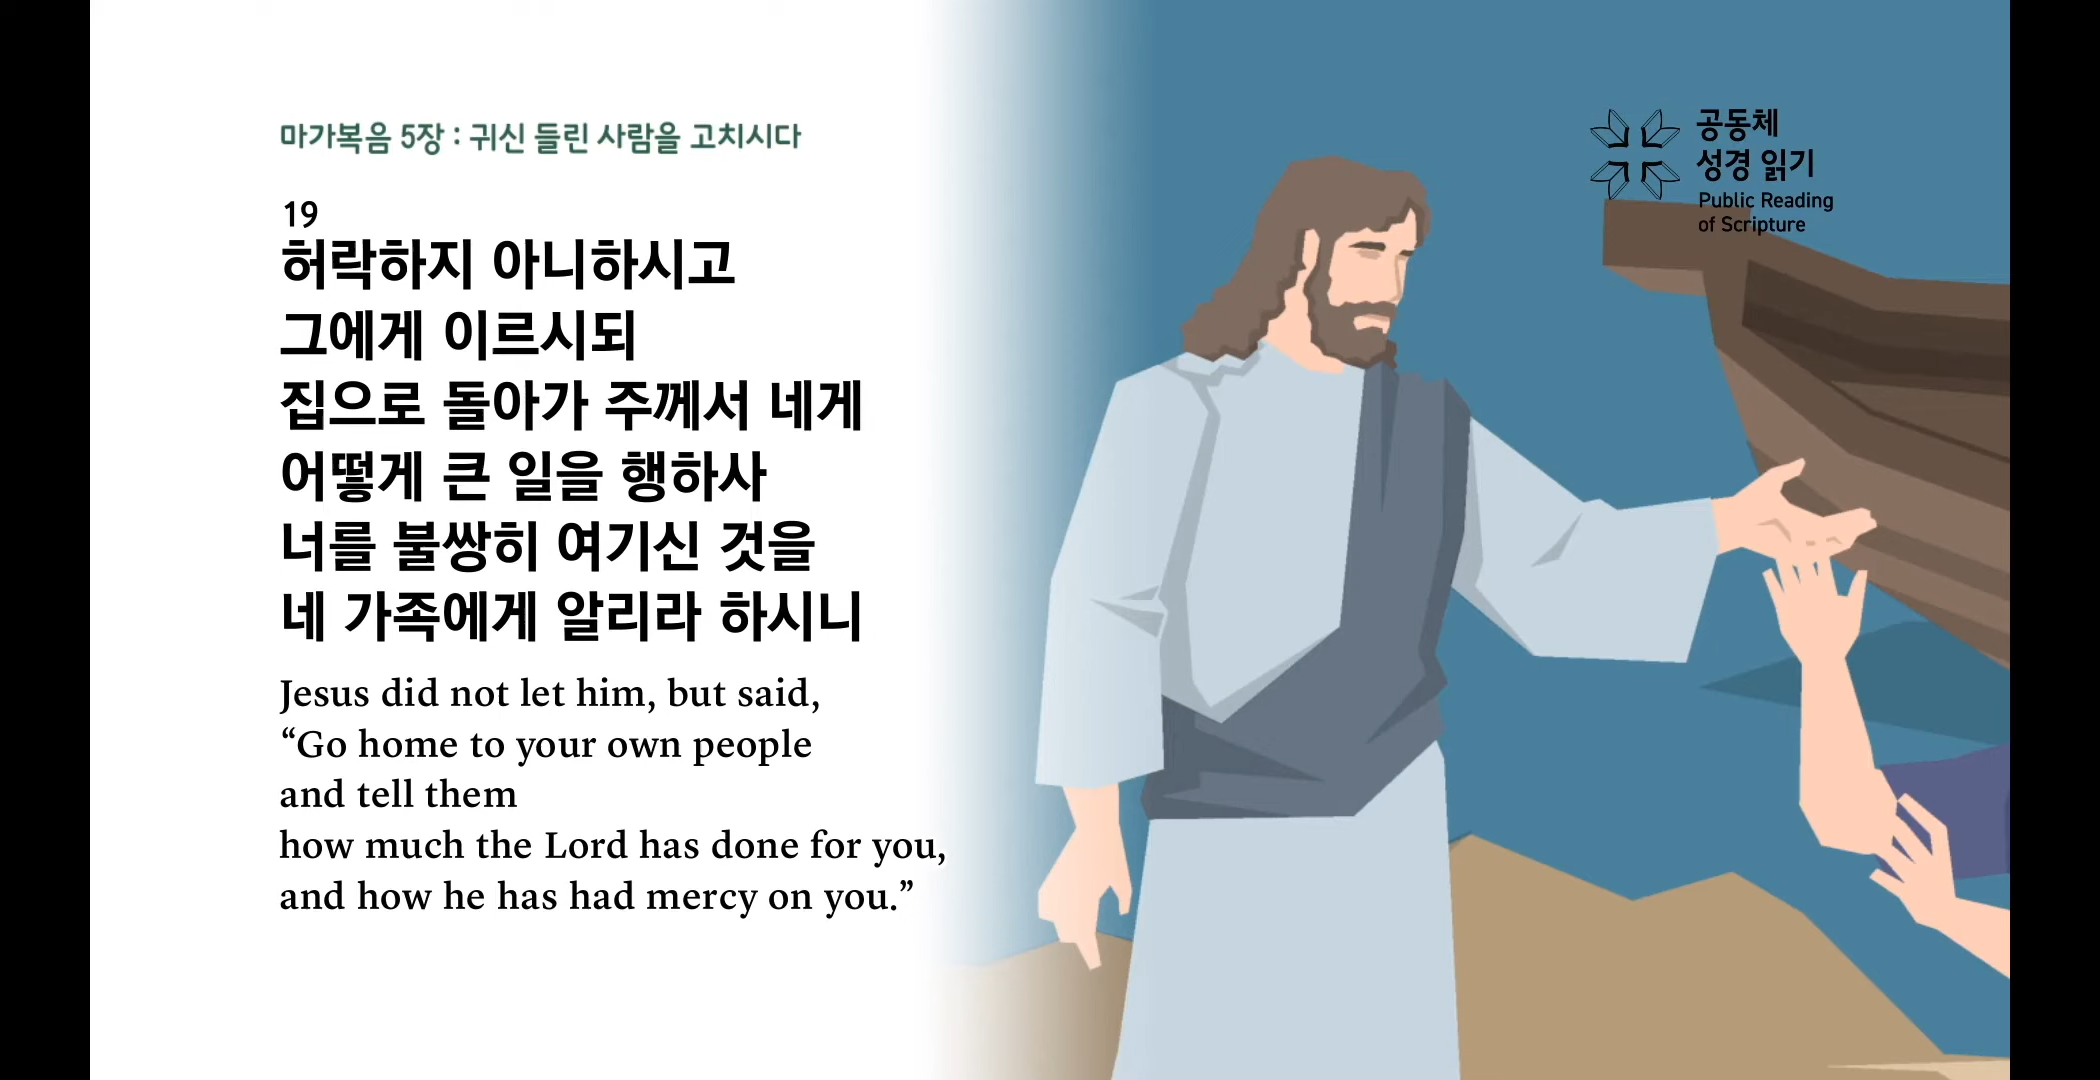 마가복음 5장 : 귀신 들린 사람을 고치시다
19
허락하지 아니하시고
그에게 이르시되
집으로 돌아가 주께서 네게
어떻게 큰 일을 행하사
너를 불쌍히 여기신 것을
네 가족에게 알리라 하시니
Jesus did not let him, but said,
“Go home to your own people
and tell them
how much the Lord has done for you,
and how he has had mercy on you.”
공동체
성경 읽기
Public Reading
of Scripture